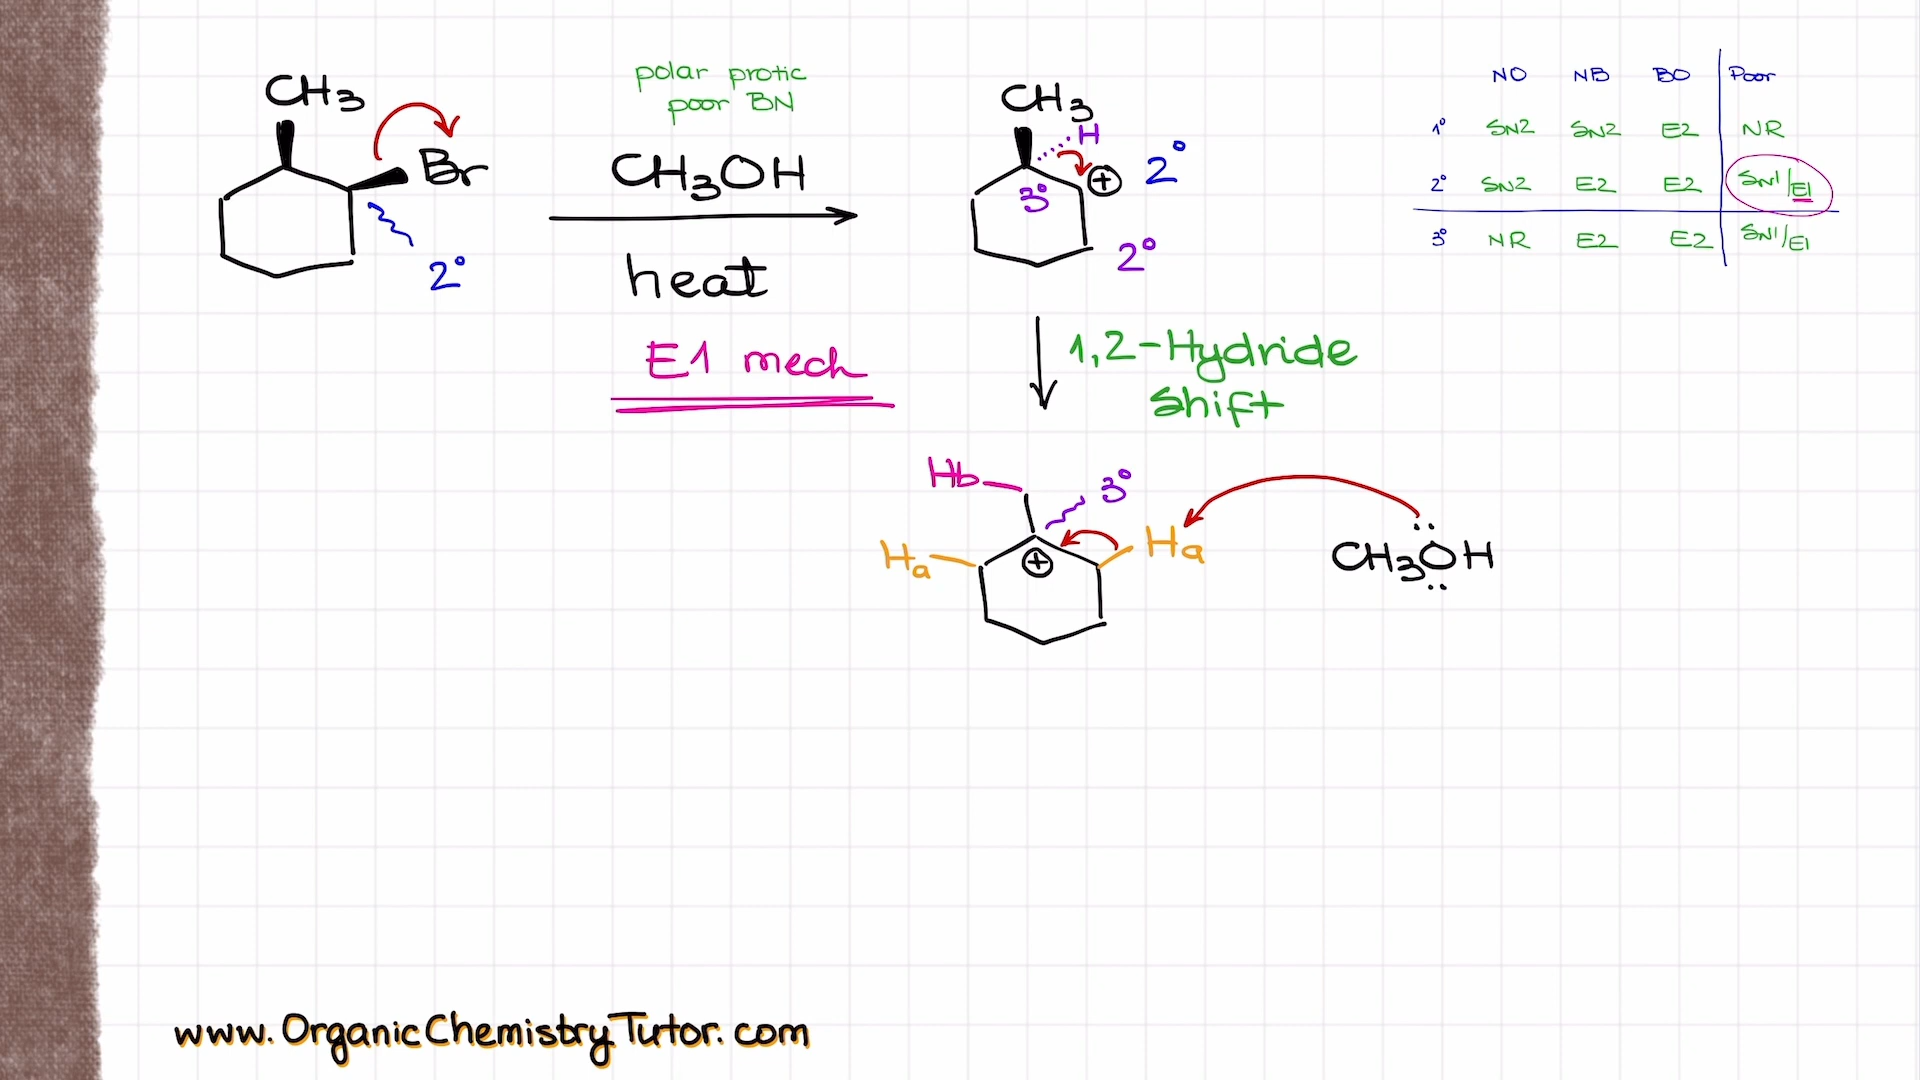 CH3
Br
2°
polar protic
poor BN
CH3OH
heat
E1 mech
CH3
H
3°
⊕
2°
2°
NO NB BO Poor
1° SN2 SN2 E2 NR
2° SN2 E2 E2 SN1/E1
3° NR E2 E2 SN1/E1
1,2-Hydride
Shift
Hb
3°
Ha
⊕
Ha
CH3ÖH
www.OrganicChemistryTutor.com